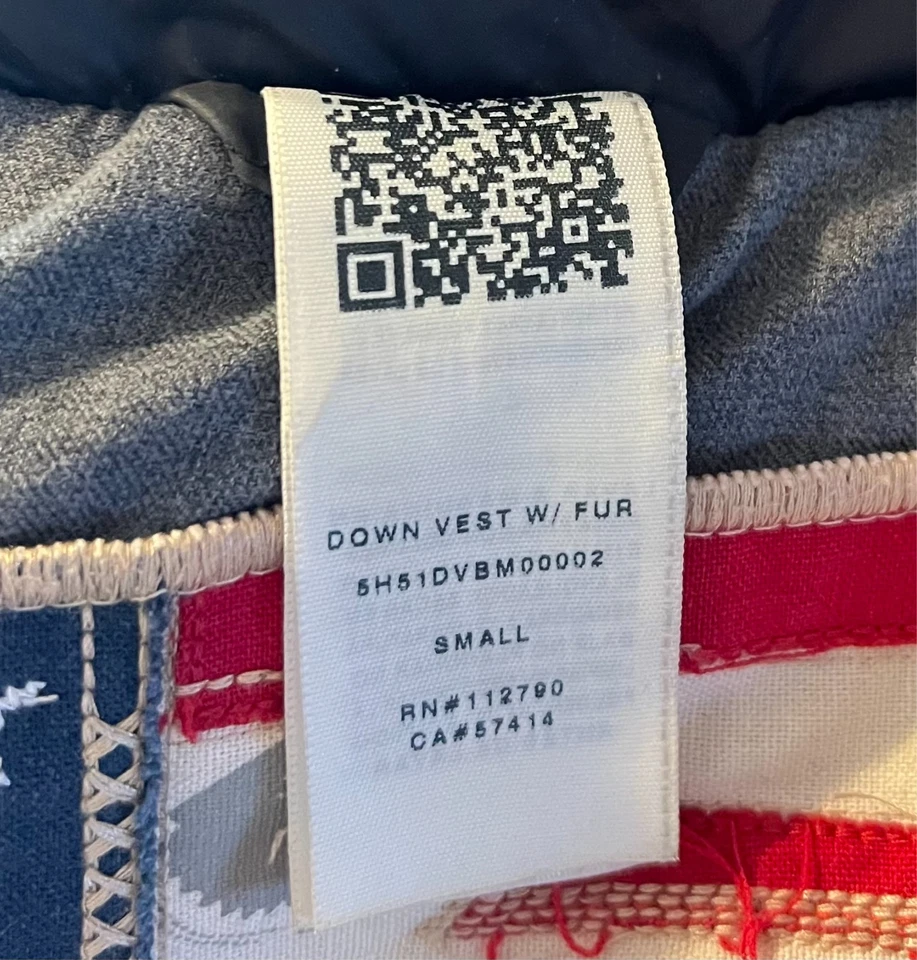 DOWN VEST W/ FUR
5H51DVBM00002
SMALL
RN#112790
CA#57414